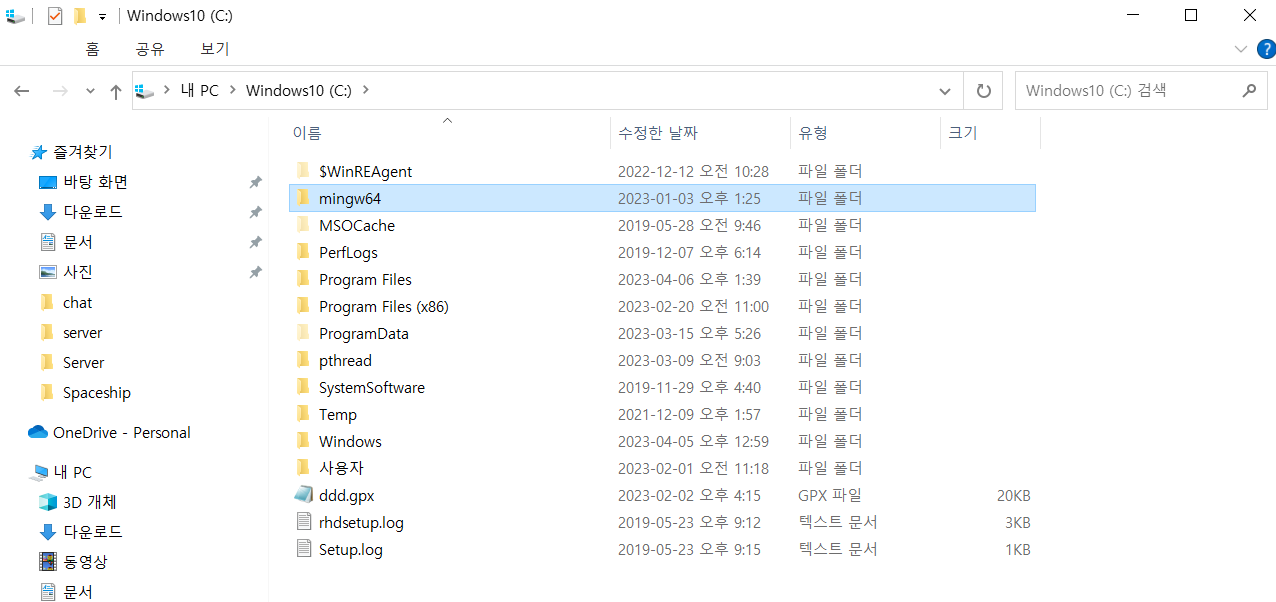 Windows10 (C:)
홈 공유 보기
내 PC Windows10 (C:) Windows10 (C:) 검색
즐겨찾기
바탕 화면
다운로드
문서
사진
chat
server
Server
Spaceship
OneDrive - Personal
내 PC
3D 개체
다운로드
동영상
문서
이름 수정한 날짜 유형 크기
$WinREAgent 2022-12-12 오전 10:28 파일 폴더
mingw64 2023-01-03 오후 1:25 파일 폴더
MSOCache 2019-05-28 오전 9:46 파일 폴더
PerfLogs 2019-12-07 오후 6:14 파일 폴더
Program Files 2023-04-06 오후 1:39 파일 폴더
Program Files (x86) 2023-02-20 오전 11:00 파일 폴더
ProgramData 2023-03-15 오후 5:26 파일 폴더
pthread 2023-03-09 오전 9:03 파일 폴더
SystemSoftware 2019-11-29 오후 4:40 파일 폴더
Temp 2021-12-09 오후 1:57 파일 폴더
Windows 2023-04-05 오후 12:59 파일 폴더
사용자 2023-02-01 오전 11:18 파일 폴더
ddd.gpx 2023-02-02 오후 4:15 GPX 파일 20KB
rhdsetup.log 2019-05-23 오후 9:12 텍스트 문서 3KB
Setup.log 2019-05-23 오후 9:15 텍스트 문서 1KB